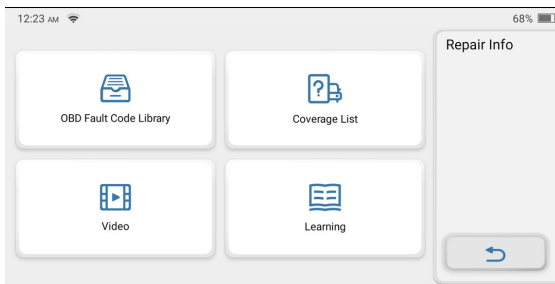 12:23 AM
68%
Repair Info
OBD Fault Code Library
Coverage List
Video
Learning